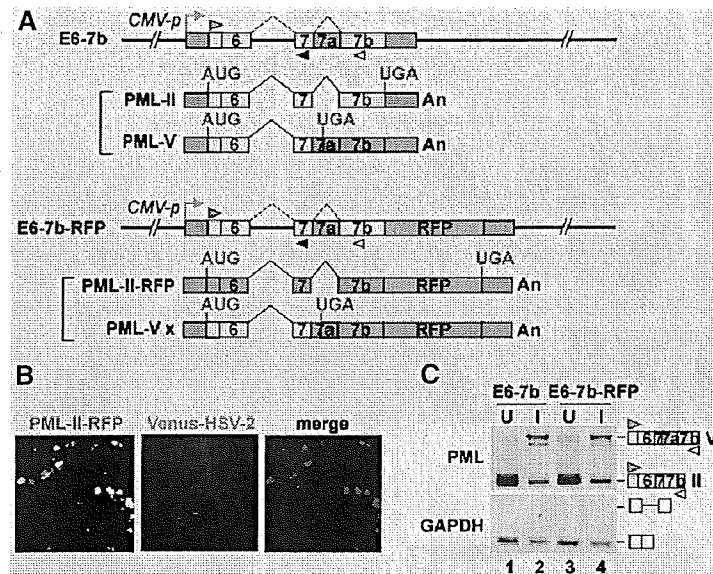 A
CMV-p
E6-7b
6 7 7a 7b
AUG UGA
PML-II 6 7 7b An
AUG UGA
PML-V 6 7 7a 7b An
CMV-p
E6-7b-RFP 6 7 7a 7b RFP
AUG UGA
PML-II-RFP 6 7 7b RFP An
AUG UGA
PML-V x 6 7 7a 7b RFP An
B
PML-II-RFP Venus-HSV-2 merge
C
E6-7b E6-7b-RFP
U I U I
PML
6 7 7a 7b V
6 7 7b II
GAPDH
1 2 3 4